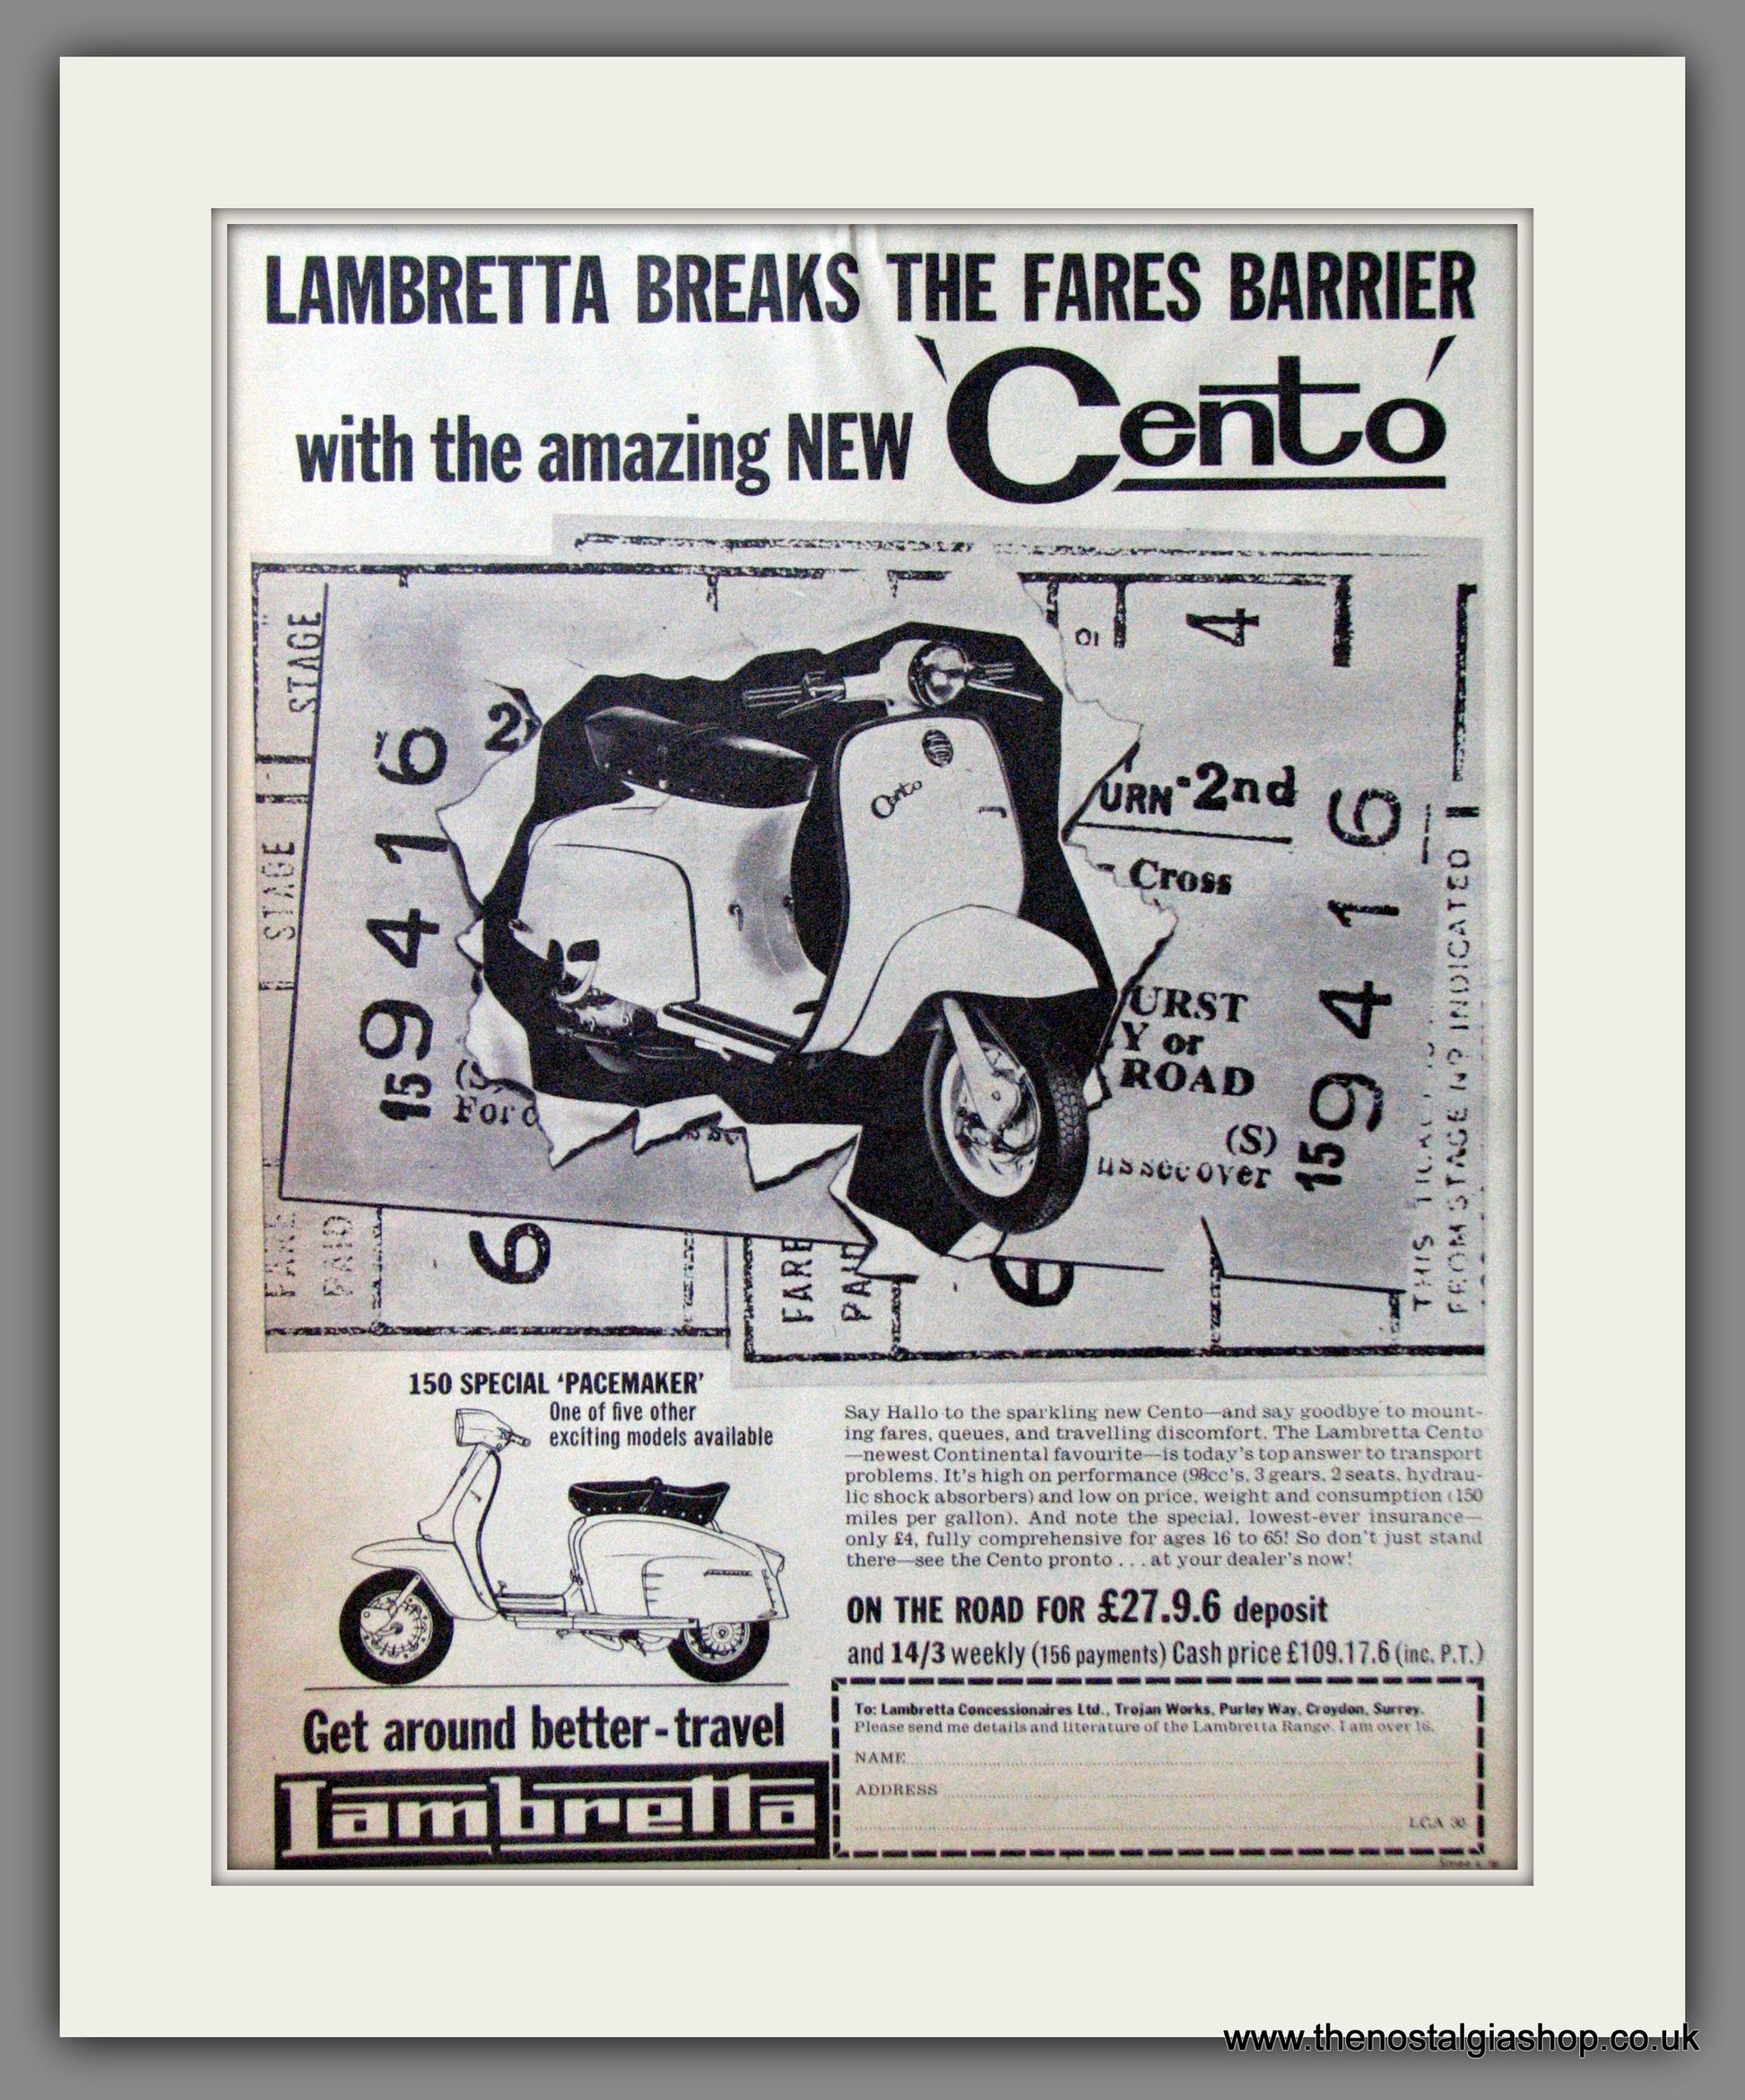 LAMBRETTA BREAKS THE FARES BARRIER
with the amazing NEW 'Cento'
STAGE
STAGE
159416
2
4
URN 2nd
Cross
URST
Y or
ROAD
(S)
over
159416
THIS
FROM STAGE Nº INDICATED
For
FARE
PAID
6
FARE
PAID
Cento
150 SPECIAL 'PACEMAKER'
One of five other
exciting models available
Say Hallo to the sparkling new Cento—and say goodbye to mount-
ing fares, queues, and travelling discomfort. The Lambretta Cento
—newest Continental favourite—is today's top answer to transport
problems. It's high on performance (98cc's, 3 gears, 2 seats, hydrau-
lic shock absorbers) and low on price, weight and consumption (150
miles per gallon). And note the special, lowest-ever insurance—
only £4, fully comprehensive for ages 16 to 65! So don't just stand
there—see the Cento pronto . . . at your dealer's now!
ON THE ROAD FOR £27.9.6 deposit
and 14/3 weekly (156 payments) Cash price £109.17.6 (inc. P.T.)
Get around better-travel
lambretta
To: Lambretta Concessionaires Ltd., Trojan Works, Purley Way, Croydon, Surrey.
Please send me details and literature of the Lambretta Range. I am over 16.
NAME
ADDRESS
LCA 30
www.thenostalgiashop.co.uk